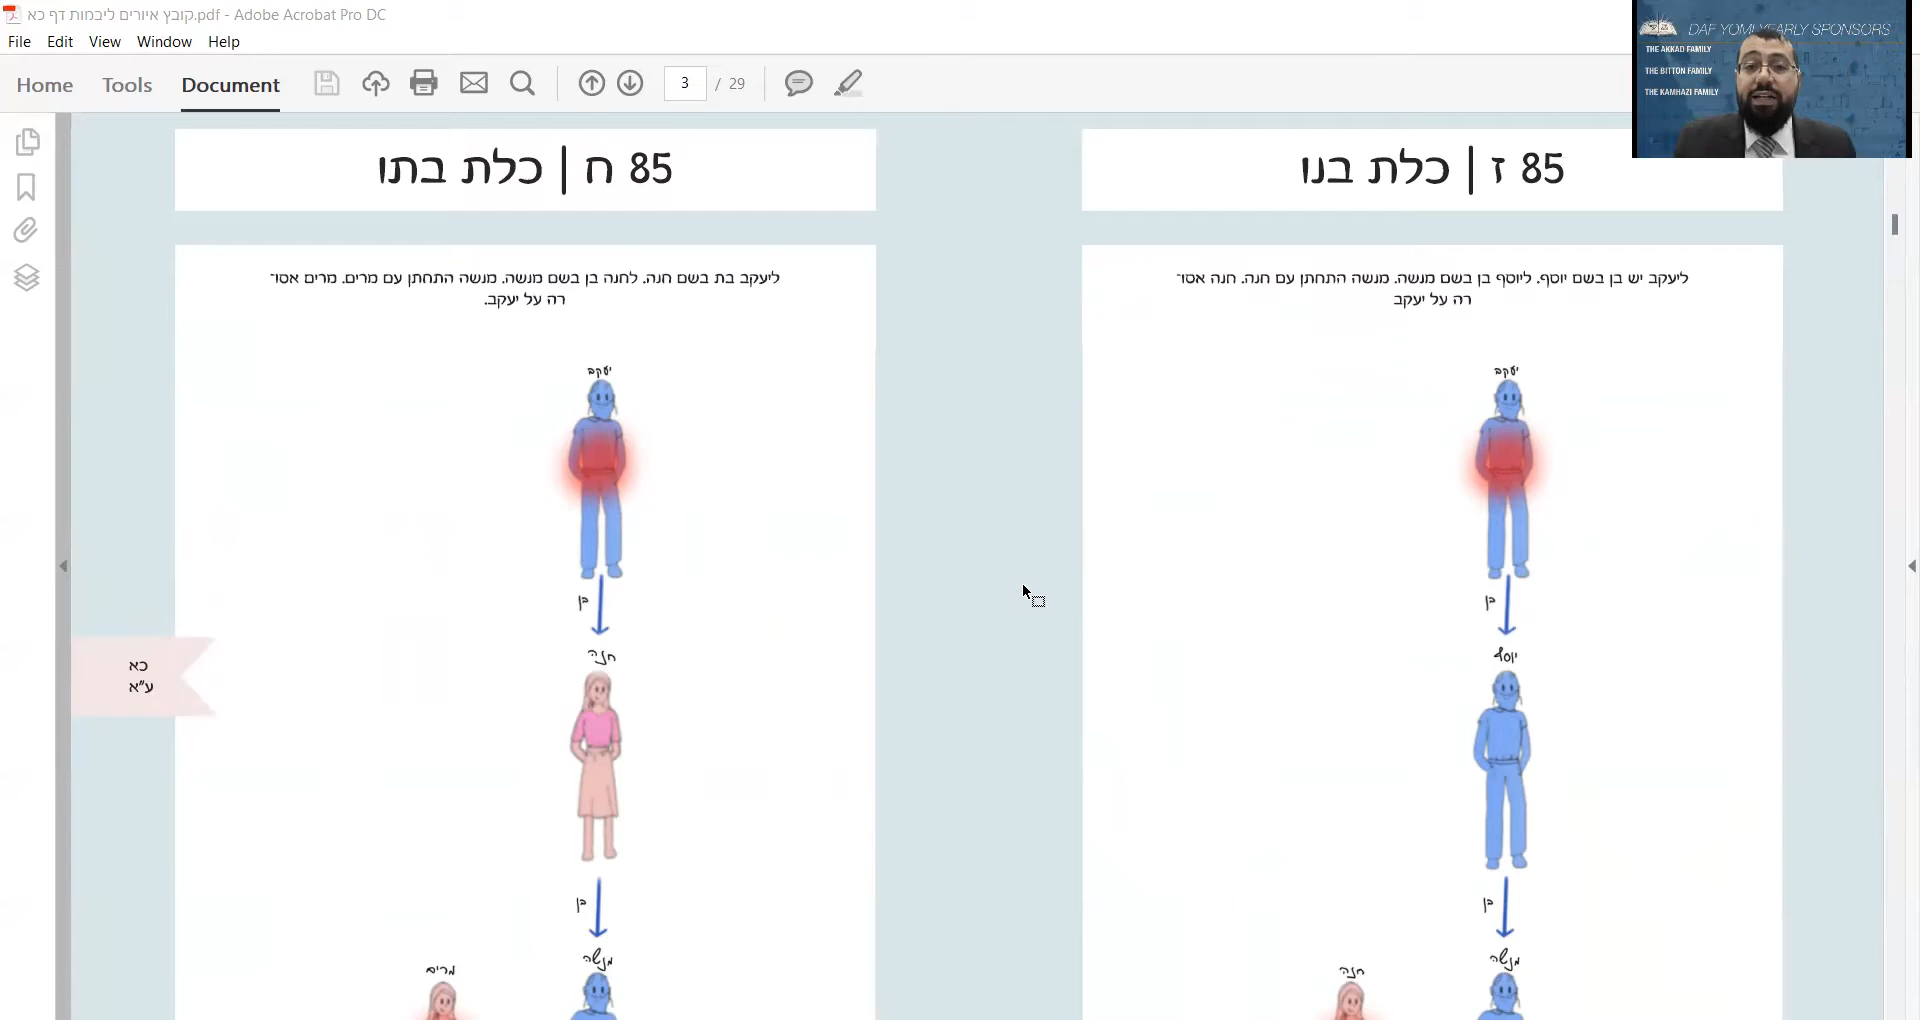 קובץ איורים ליבמות דף כא.pdf - Adobe Acrobat Pro DC
File Edit View Window Help
Home Tools Document 3 / 29
DAF YOMI YEARLY SPONSORS
THE AKKAD FAMILY
THE BITTON FAMILY
THE KAMHAZI FAMILY
85 ז | כלת בנו
ליעקב יש בן בשם יוסף. ליוסף בן בשם מנשה. מנשה התחתן עם חנה. חנה אסו־
רה על יעקב
יעקב
בן
יוסף
בן
מנשה
חנה
85 ח | כלת בתו
ליעקב בת בשם חנה. לחנה בן בשם מנשה. מנשה התחתן עם מרים. מרים אסו־
רה על יעקב.
יעקב
בן
חנה
בן
מנשה
מרים
כא
ע"א